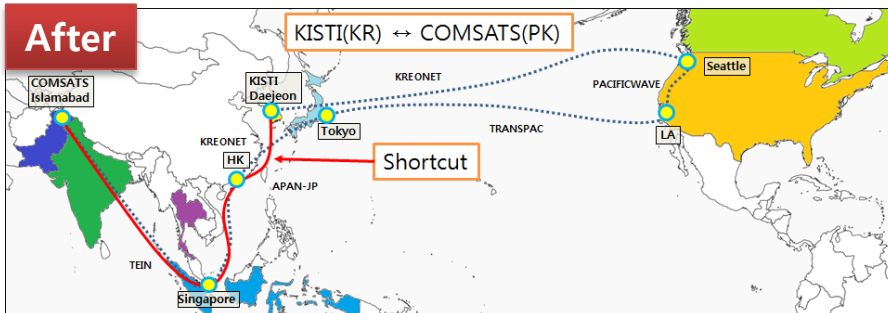 After
KISTI(KR) ↔ COMSATS(PK)
COMSATS
Islamabad
KISTI
Daejeon
KREONET
PACIFICWAVE
Seattle
Tokyo
TRANSPAC
LA
KREONET
HK
Shortcut
APAN-JP
TEIN
Singapore